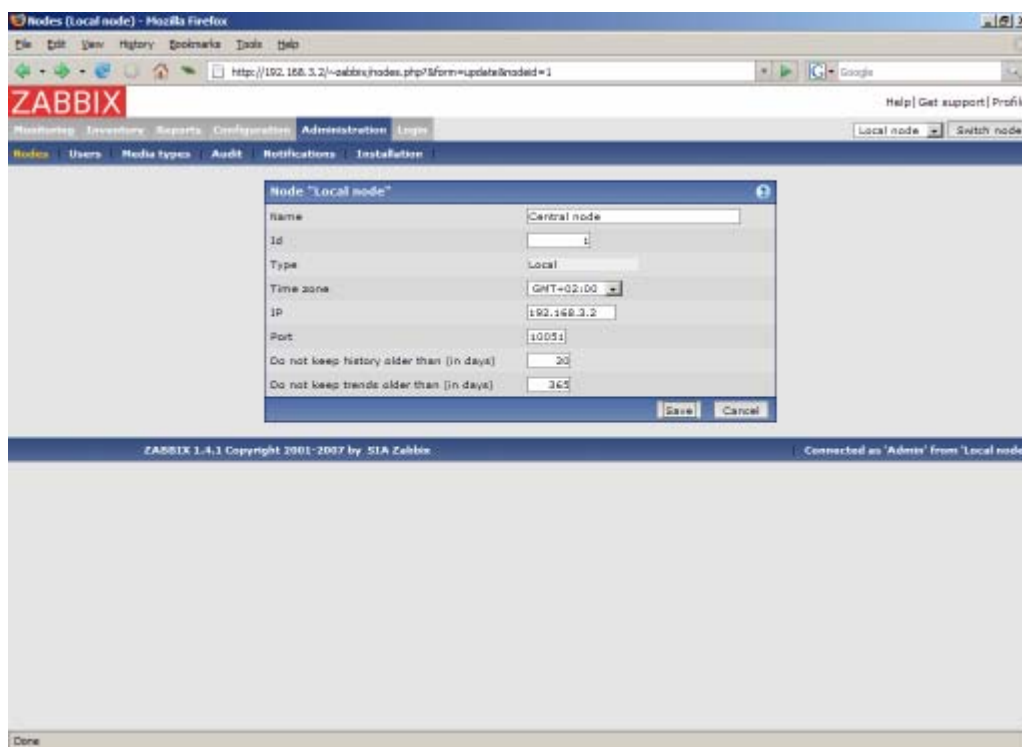 Nodes (Local node) - Mozilla Firefox
File Edit View History Bookmarks Tools Help
http://192.168.3.2/~zabbix/nodes.php?&form=update&nodeid=1 Google
ZABBIX
Help | Get support | Profil
Monitoring Inventory Reports Configuration Administration Login
Local node Switch node
Nodes Users Media types Audit Notifications Installation
Node "Local node"
Name Central node
Id 1
Type Local
Time zone GMT+02:00
IP 192.168.3.2
Port 10051
Do not keep history older than (in days)
Do not keep trends older than (in days) 365
Save Cancel
ZABBIX 1.4.1 Copyright 2001-2007 by SIA Zabbix
Connected as 'Admin' from 'Local node
Done